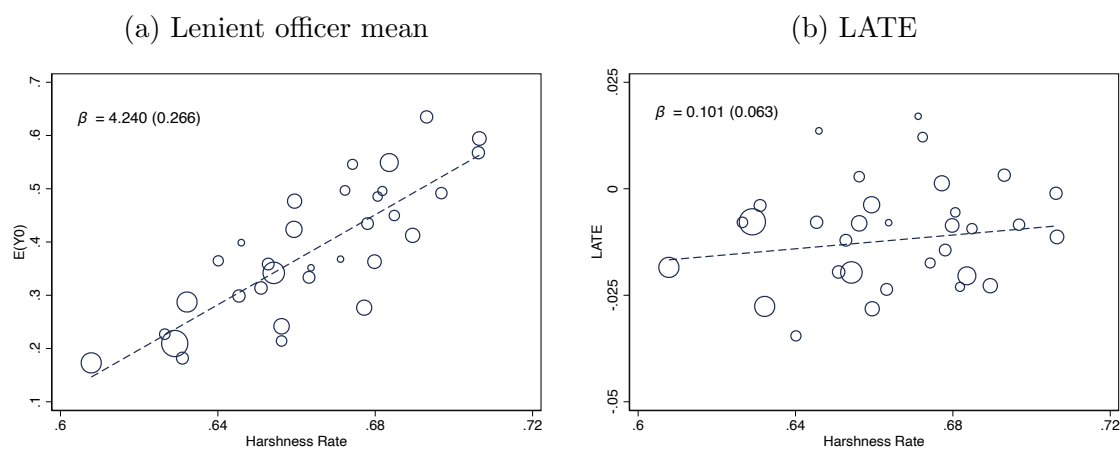 (a) Lenient officer mean
β = 4.240 (0.266)
E(Y0)
.7
.6
.5
.4
.3
.2
.1
.6
.64
.68
.72
Harshness Rate
(b) LATE
β = 0.101 (0.063)
LATE
.025
0
-.025
-.05
.6
.64
.68
.72
Harshness Rate